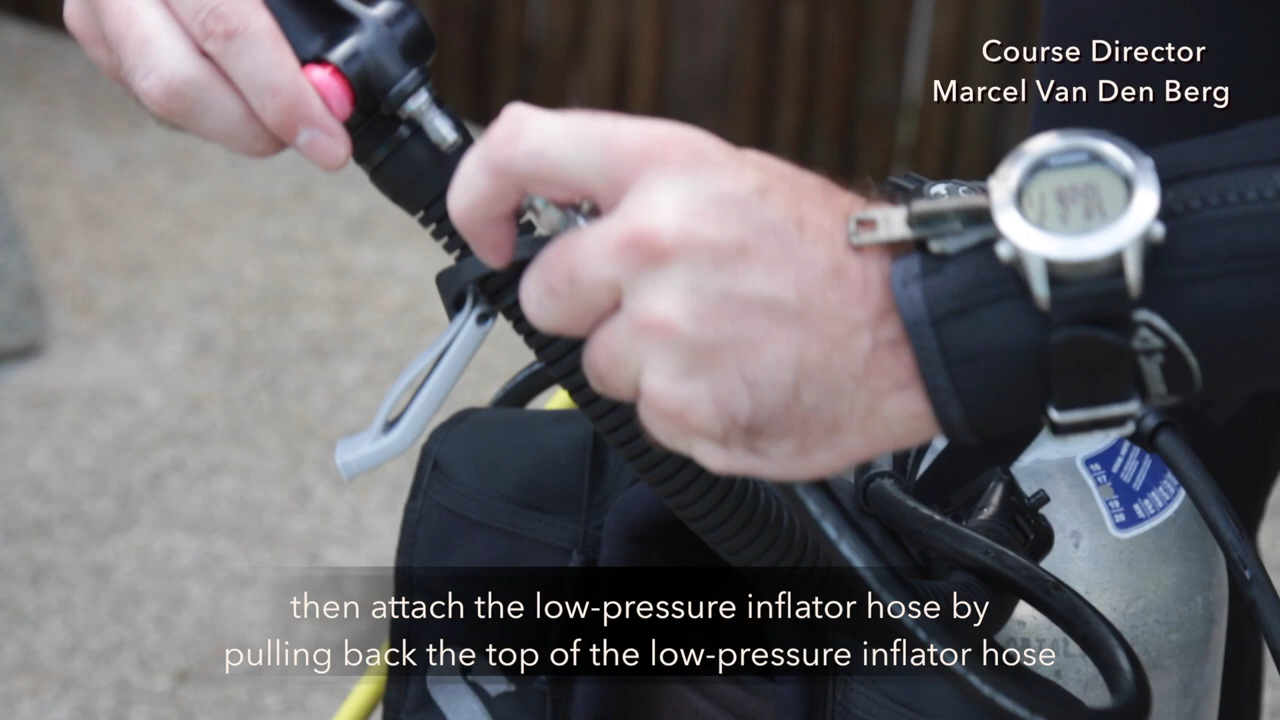 Course Director
Marcel Van Den Berg
then attach the low-pressure inflator hose by
pulling back the top of the low-pressure inflator hose